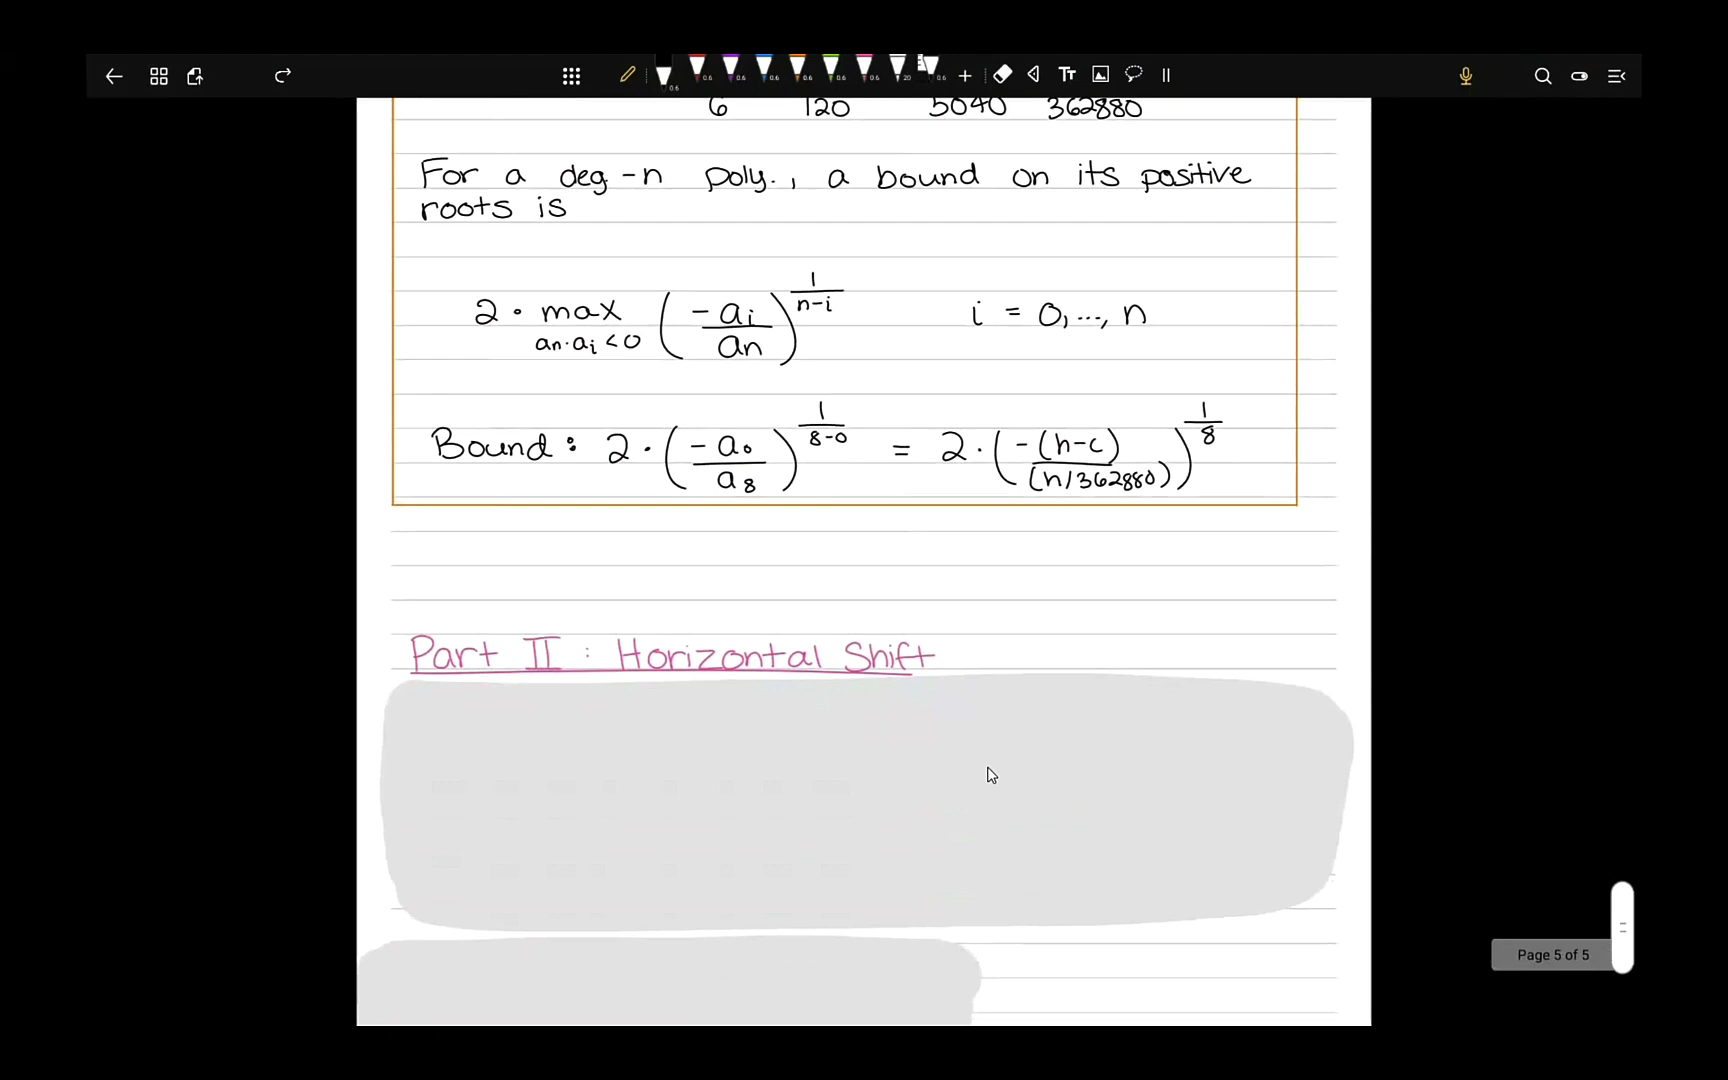 6 120 5040 362880
For a deg-n poly., a bound on its positive
roots is
2 · max_{an·ai<0} (-ai/an)^{1/(n-i)} i = 0, ..., n
Bound : 2 · (-a0/a8)^{1/(8-0)} = 2 · (-(h-c)/(h/362880))^{1/8}
Part II : Horizontal Shift
Page 5 of 5